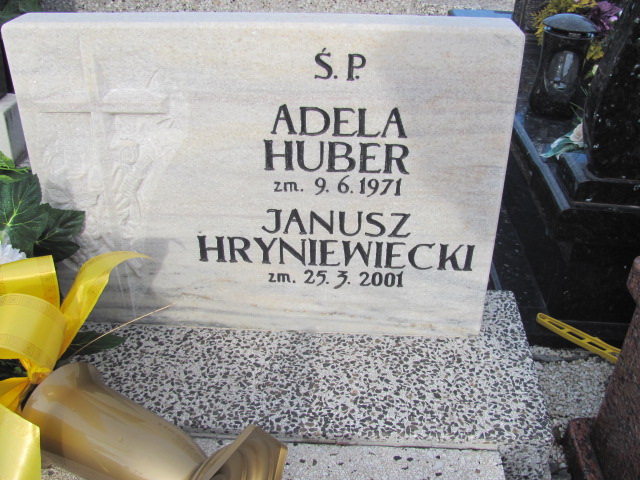 Ś.P.
ADELA
HUBER
zm. 9.6.1971
JANUSZ
HRYNIEWIECKI
zm. 25.3.2001